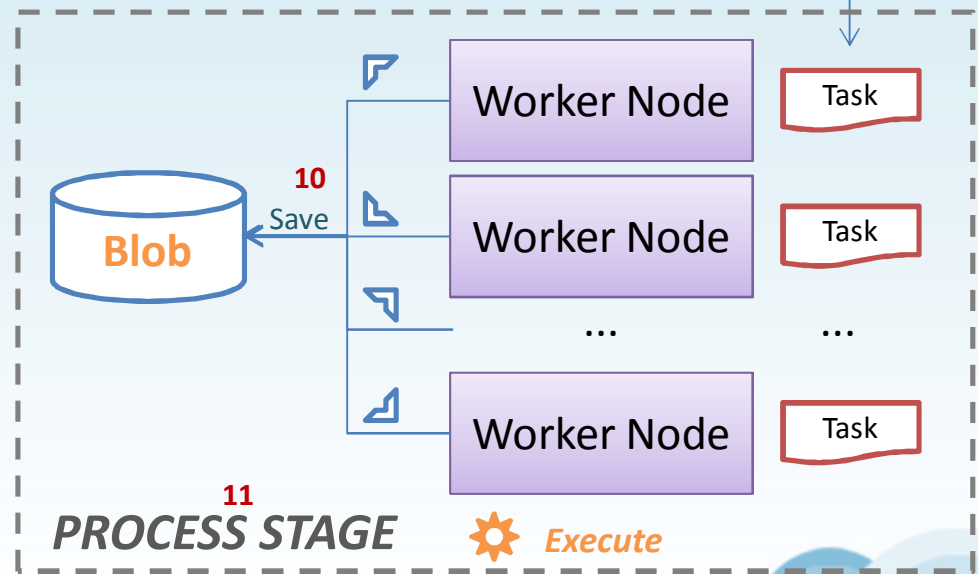 Worker Node
Task
10
Save
Blob
Worker Node
Task
...
...
Worker Node
Task
11
PROCESS STAGE
Execute